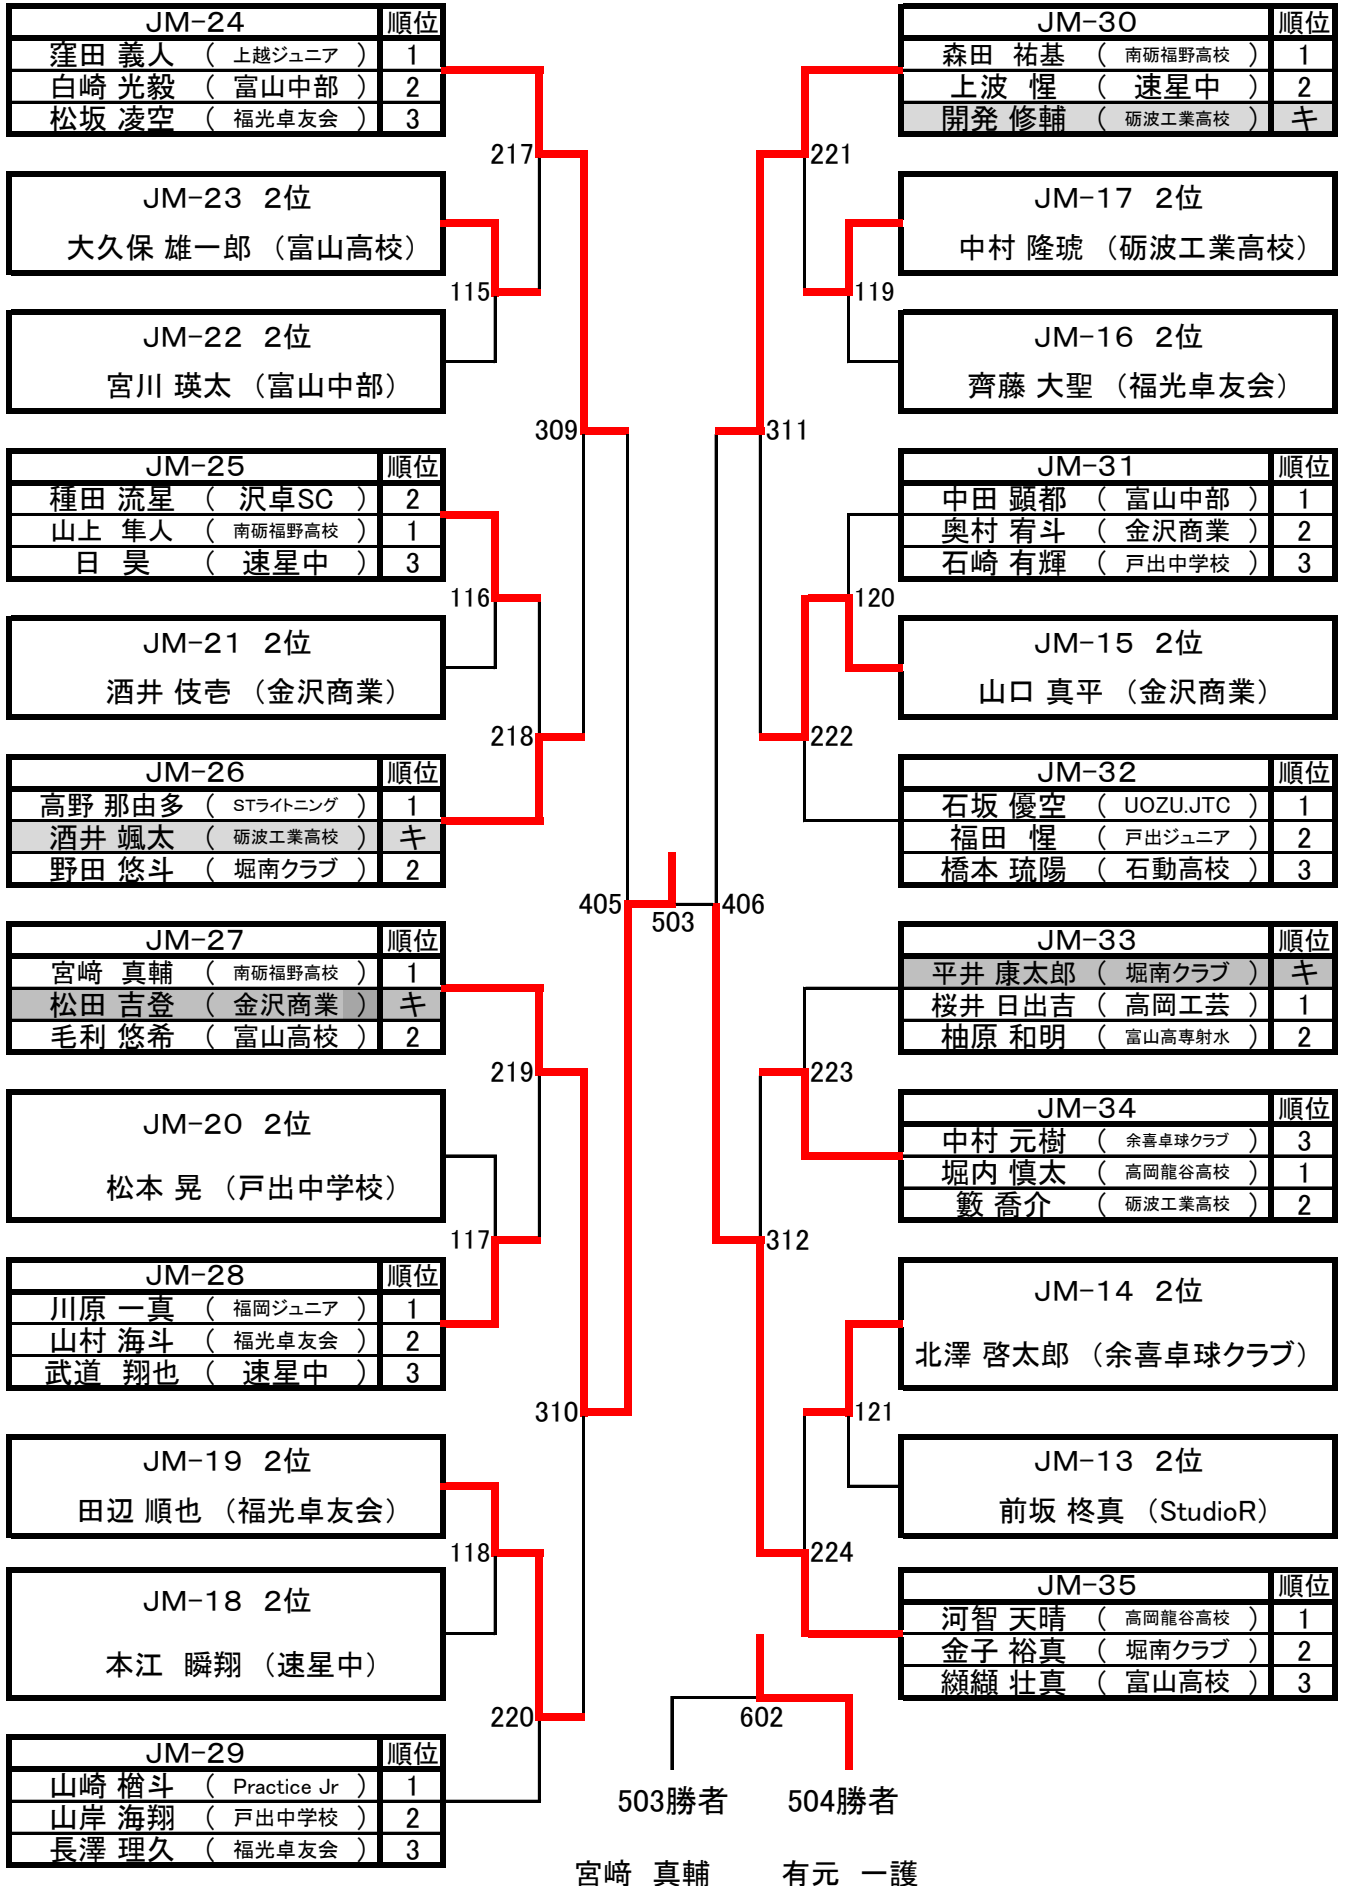 JM-24 順位
窪田 義人 （ 上越ジュニア ） 1
白崎 光毅 （ 富山中部 ） 2
松坂 凌空 （ 福光卓友会 ） 3
217
JM-23 2位
大久保 雄一郎 （富山高校）
115
JM-22 2位
宮川 瑛太 （富山中部）
309
JM-25 順位
種田 流星 （ 沢卓SC ） 2
山上 隼人 （ 南砺福野高校 ） 1
日 昊 （ 速星中 ） 3
116
JM-21 2位
酒井 伎壱 （金沢商業）
218
JM-26 順位
高野 那由多 （ STライトニング ） 1
酒井 颯太 （ 砺波工業高校 ） キ
野田 悠斗 （ 堀南クラブ ） 2
405
JM-27 順位
宮﨑 真輔 （ 南砺福野高校 ） 1
松田 吉登 （ 金沢商業 ） キ
毛利 悠希 （ 富山高校 ） 2
219
JM-20 2位
松本 晃 （戸出中学校）
117
JM-28 順位
川原 一真 （ 福岡ジュニア ） 1
山村 海斗 （ 福光卓友会 ） 2
武道 翔也 （ 速星中 ） 3
310
JM-19 2位
田辺 順也 （福光卓友会）
118
JM-18 2位
本江 瞬翔 （速星中）
220
JM-29 順位
山崎 楢斗 （ Practice Jr ） 1
山岸 海翔 （ 戸出中学校 ） 2
長澤 理久 （ 福光卓友会 ） 3
503
JM-30 順位
森田 祐基 （ 南砺福野高校 ） 1
上波 惺 （ 速星中 ） 2
開発 修輔 （ 砺波工業高校 ） キ
221
JM-17 2位
中村 隆琥 （砺波工業高校）
119
JM-16 2位
齊藤 大聖 （福光卓友会）
311
JM-31 順位
中田 顕都 （ 富山中部 ） 1
奥村 宥斗 （ 金沢商業 ） 2
石崎 有輝 （ 戸出中学校 ） 3
120
JM-15 2位
山口 真平 （金沢商業）
222
JM-32 順位
石坂 優空 （ UOZU.JTC ） 1
福田 惺 （ 戸出ジュニア ） 2
橋本 琉陽 （ 石動高校 ） 3
406
JM-33 順位
平井 康太郎 （ 堀南クラブ ） キ
桜井 日出吉 （ 高岡工芸 ） 1
柚原 和明 （ 富山高専射水 ） 2
223
JM-34 順位
中村 元樹 （ 余喜卓球クラブ ） 3
堀内 慎太 （ 高岡龍谷高校 ） 1
籔 喬介 （ 砺波工業高校 ） 2
312
JM-14 2位
北澤 啓太郎 （余喜卓球クラブ）
121
JM-13 2位
前坂 柊真 （StudioR）
224
JM-35 順位
河智 天晴 （ 高岡龍谷高校 ） 1
金子 裕真 （ 堀南クラブ ） 2
纐纈 壮真 （ 富山高校 ） 3
602
503勝者 504勝者
宮﨑 真輔 有元 一護